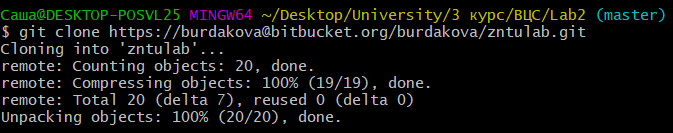 Саша@DESKTOP-POSVL25 MINGW64 ~/Desktop/University/3 курс/ВЦС/Lab2 (master)
$ git clone https://burdakova@bitbucket.org/burdakova/zntulab.git
Cloning into 'zntulab'...
remote: Counting objects: 20, done.
remote: Compressing objects: 100% (19/19), done.
remote: Total 20 (delta 7), reused 0 (delta 0)
Unpacking objects: 100% (20/20), done.